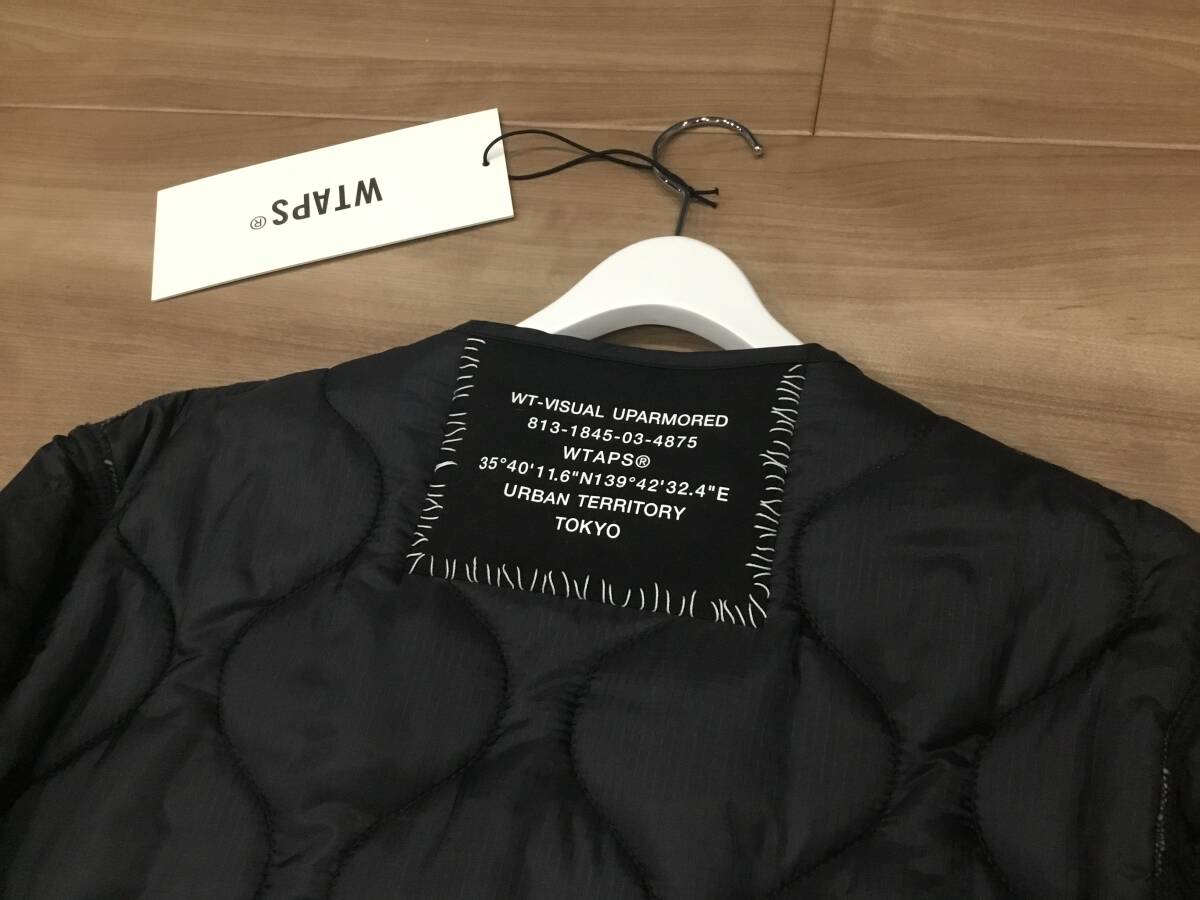 WTAPS®
WT-VISUAL UPARMORED
813-1845-03-4875
WTAPS®
35°40'11.6"N139°42'32.4"E
URBAN TERRITORY
TOKYO